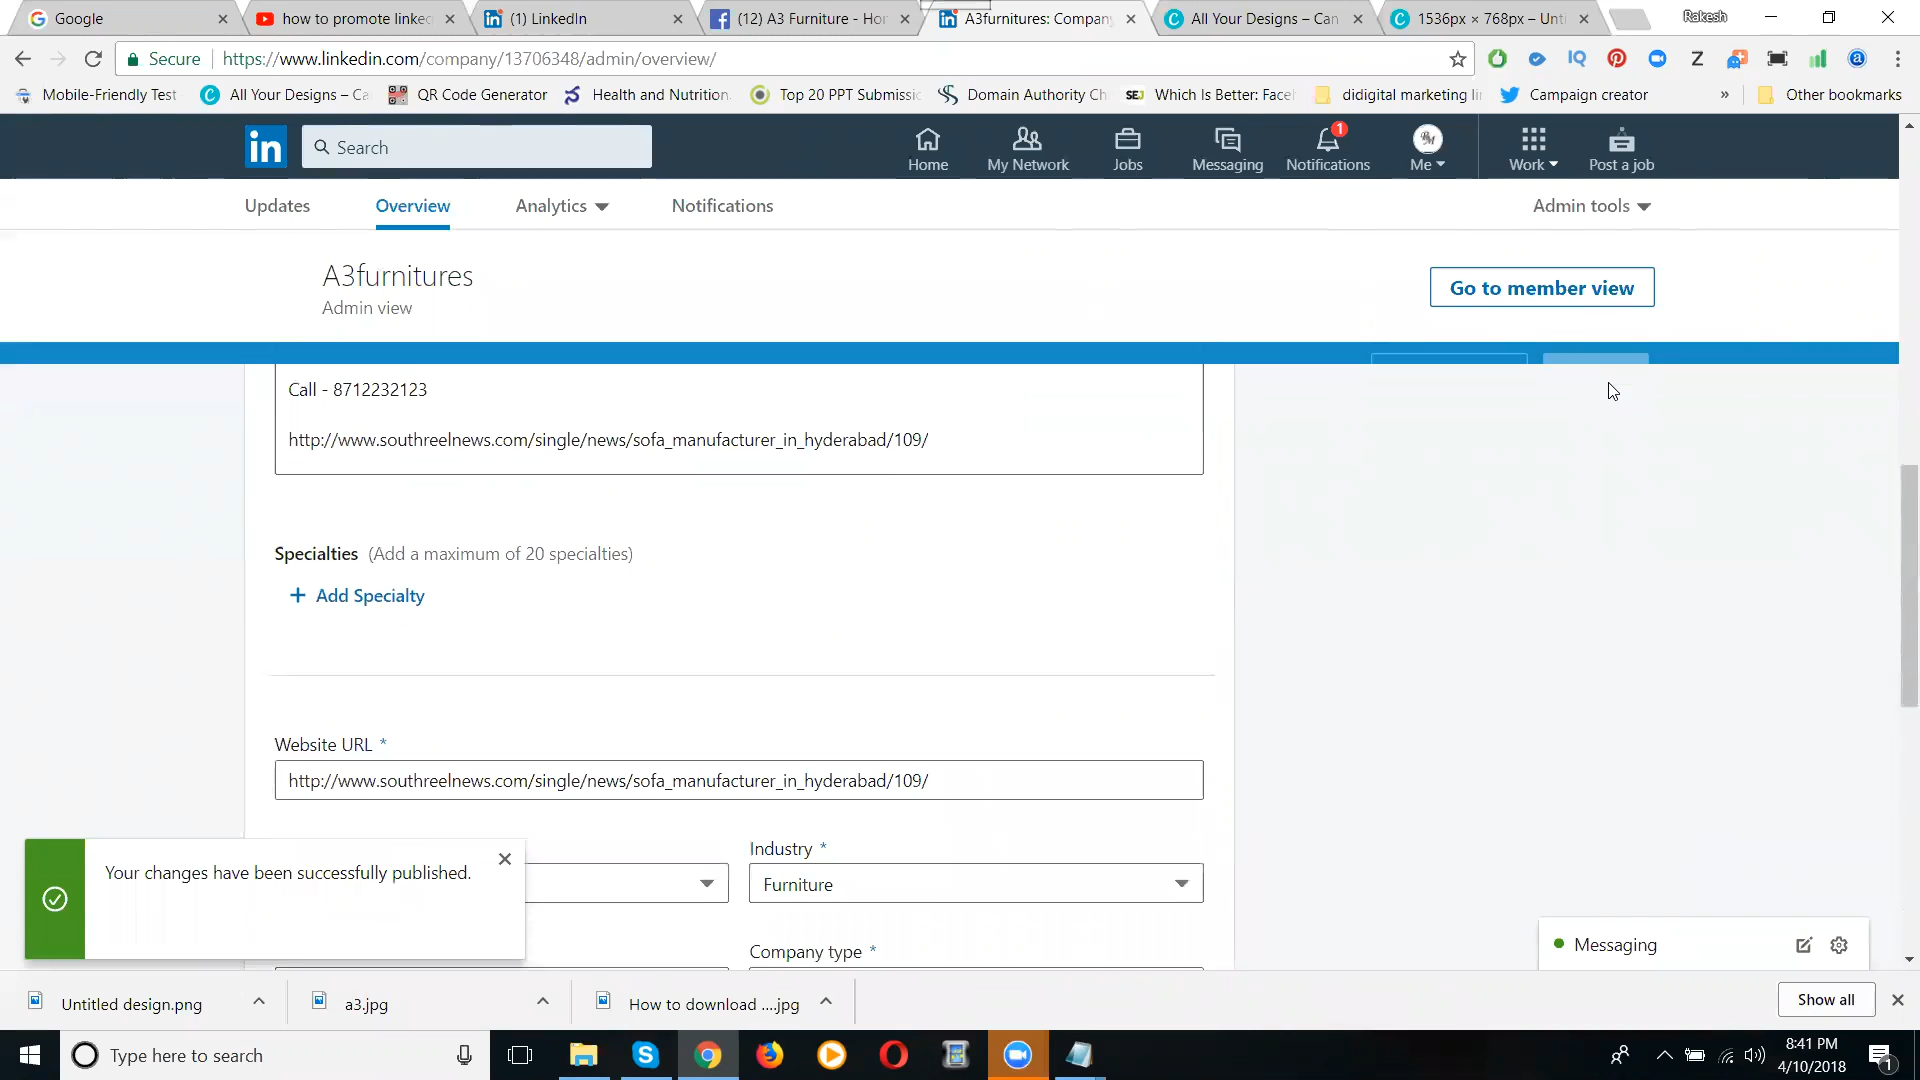 Google
how to promote linked
(1) LinkedIn
(12) A3 Furniture - Hor
A3furnitures: Company
All Your Designs – Can
1536px × 768px – Unti
Rakesh
Secure
https://www.linkedin.com/company/13706348/admin/overview/
Mobile-Friendly Test
All Your Designs – Ca
QR Code Generator
Health and Nutrition
Top 20 PPT Submissi
Domain Authority Ch
SEJ
Which Is Better: Face
didigital marketing li
Campaign creator
»
Other bookmarks
in
Search
Home
My Network
Jobs
Messaging
1
Notifications
Me
Work
Post a job
Updates
Overview
Analytics
Notifications
Admin tools
A3furnitures
Admin view
Go to member view
Call - 8712232123
http://www.southreelnews.com/single/news/sofa_manufacturer_in_hyderabad/109/
Specialties (Add a maximum of 20 specialties)
+ Add Specialty
Website URL *
http://www.southreelnews.com/single/news/sofa_manufacturer_in_hyderabad/109/
Industry *
Furniture
Your changes have been successfully published.
Company type *
Messaging
Untitled design.png
a3.jpg
How to download ....jpg
Show all
Type here to search
8:41 PM
4/10/2018
1